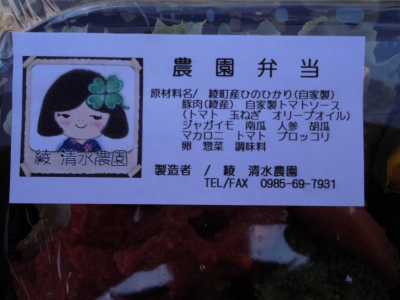 農園弁当
原材料名/ 綾町産ひのひかり(自家製)
豚肉(綾産) 自家製トマトソース
(トマト 玉ねぎ オリーブオイル)
ジャガイモ 南瓜 人参 胡瓜
マカロニ トマト ブロッコリ
卵 惣菜 調味料
綾 清水農園
製造者 / 綾 清水農園
TEL/FAX 0985-69-7931